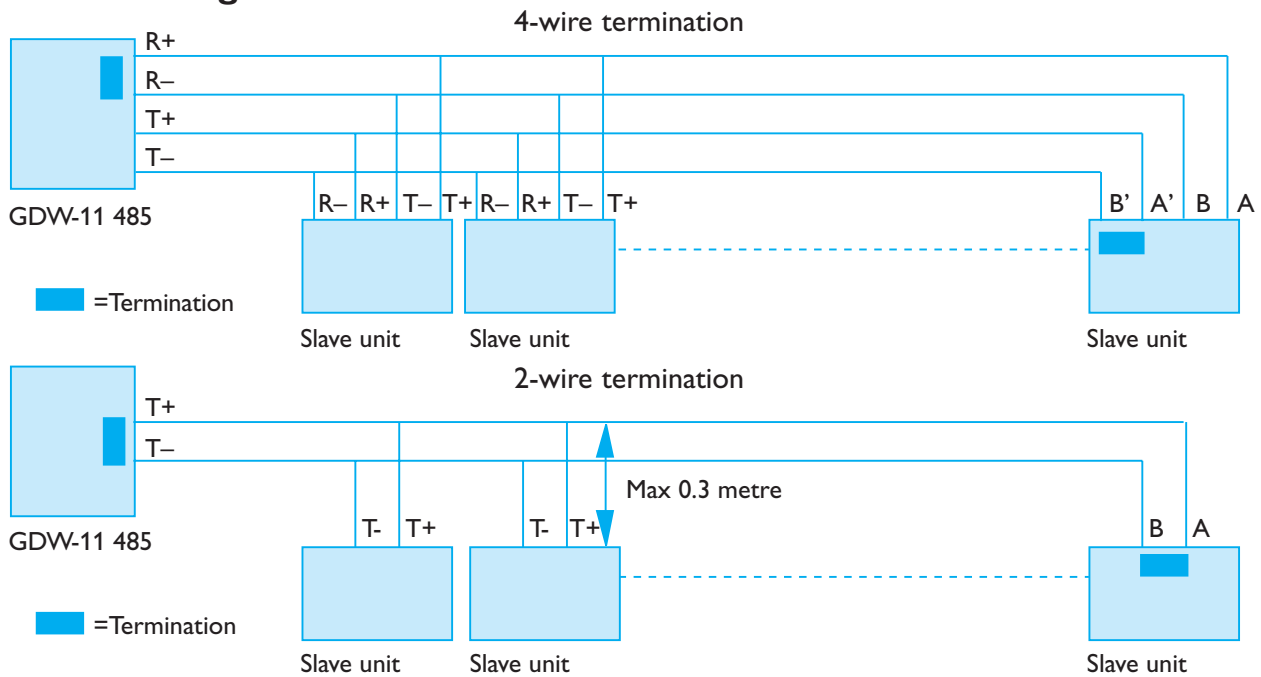 4-wire termination
R+
R–
T+
T–
GDW-11 485
R– R+ T– T+ R– R+ T– T+ B’ A’ B A
=Termination
Slave unit Slave unit Slave unit
2-wire termination
T+
T–
Max 0.3 metre
T- T+ T- T+ B A
GDW-11 485
=Termination
Slave unit Slave unit Slave unit